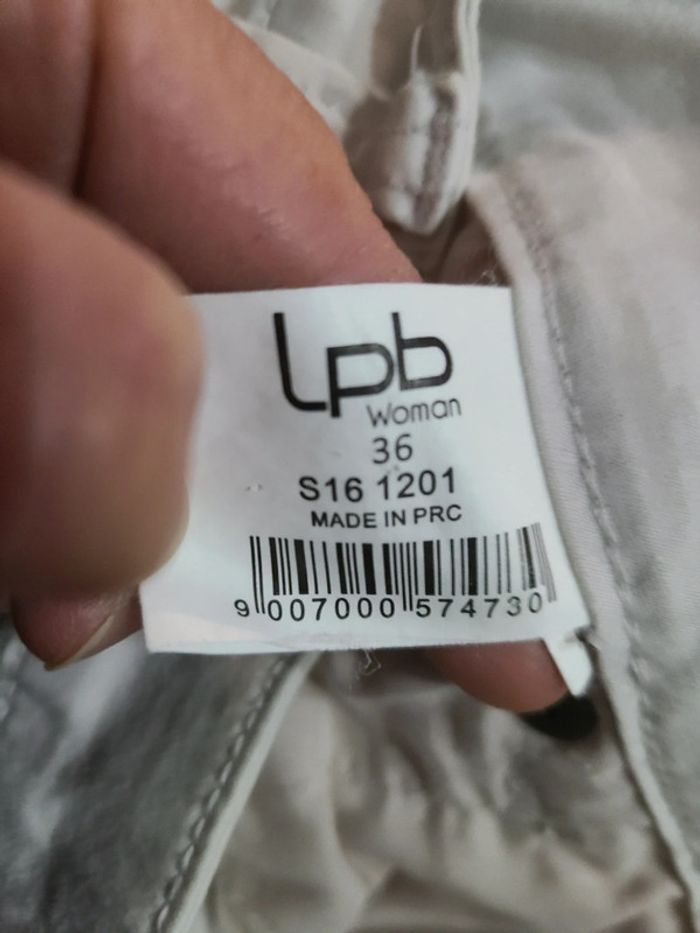 Lpb
Woman
36
S16 1201
MADE IN PRC
9 007000 574730